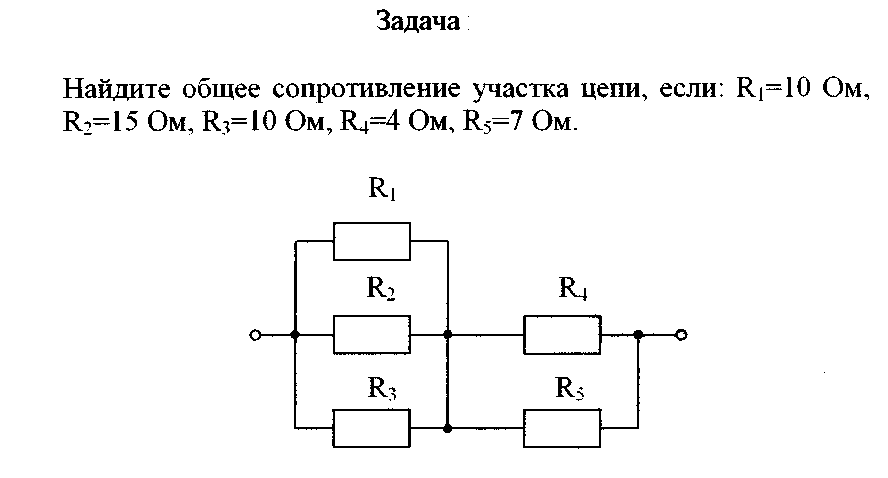 Задача
Найдите общее сопротивление участка цепи, если: R₁=10 Ом,
R₂=15 Ом, R₃=10 Ом, R₄=4 Ом, R₅=7 Ом.
R₁
R₂ R₄
R₃ R₅